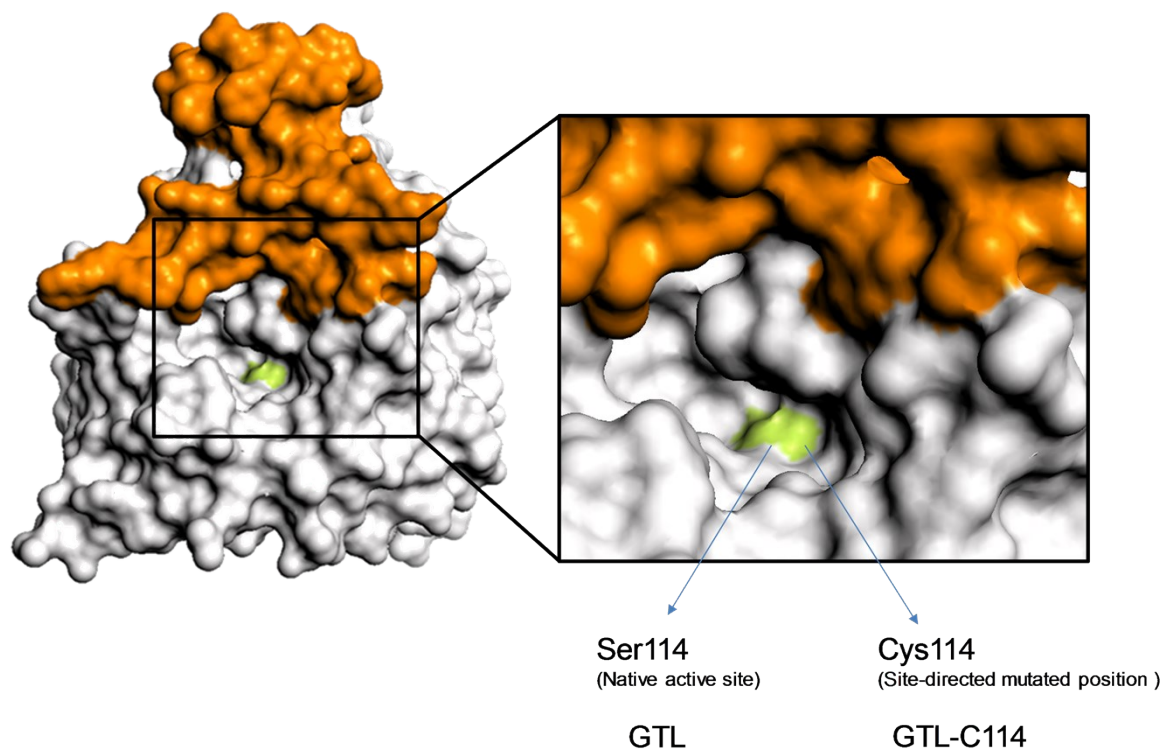 Ser114
(Native active site)
GTL
Cys114
(Site-directed mutated position )
GTL-C114